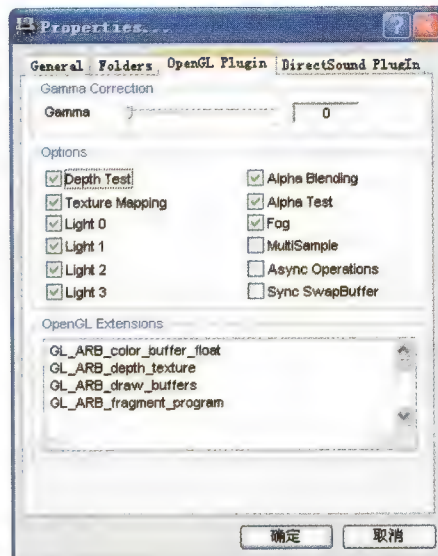 Properties...
General Folders OpenGL Plugin DirectSound PlugIn
Gamma Correction
Gamma 0
Options
Depth Test
Texture Mapping
Light 0
Light 1
Light 2
Light 3
Alpha Blending
Alpha Test
Fog
MultiSample
Async Operations
Sync SwapBuffer
OpenGL Extensions
GL_ARB_color_buffer_float
GL_ARB_depth_texture
GL_ARB_draw_buffers
GL_ARB_fragment_program
确定 取消